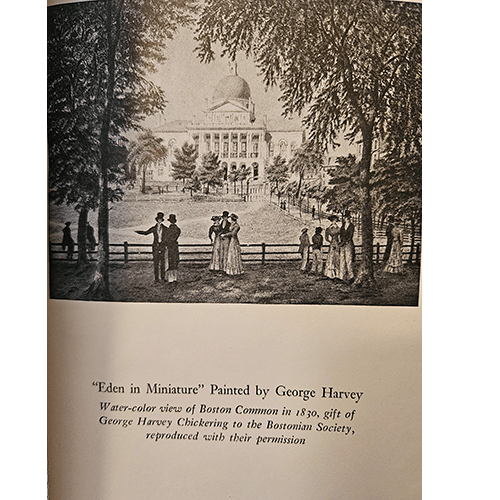 “Eden in Miniature” Painted by George Harvey
Water-color view of Boston Common in 1830, gift of
George Harvey Chickering to the Bostonian Society,
reproduced with their permission